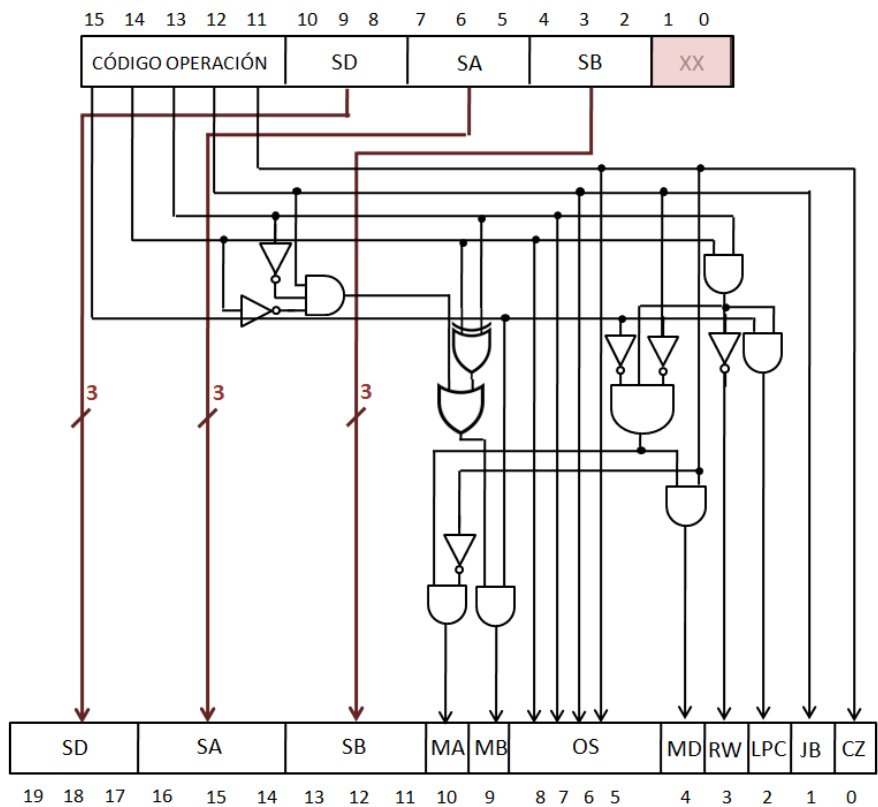 15 14 13 12 11 10 9 8 7 6 5 4 3 2 1 0
CÓDIGO OPERACIÓN SD SA SB XX
3 3 3
SD SA SB MA MB OS MD RW LPC JB CZ
19 18 17 16 15 14 13 12 11 10 9 8 7 6 5 4 3 2 1 0